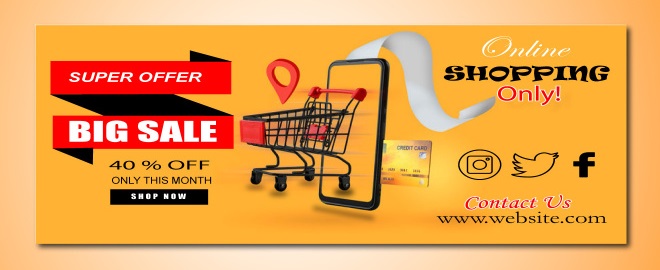 SUPER OFFER
BIG SALE
40 % OFF
ONLY THIS MONTH
SHOP NOW
CREDIT CARD
Online
SHOPPING
Only!
Contact Us
www.website.com